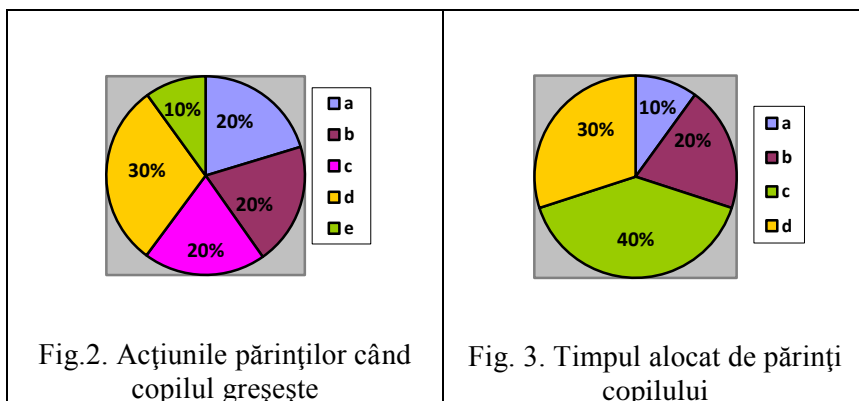 10%
20%
30%
20%
20%
a
b
c
d
e
Fig.2. Acţiunile părinţilor când
copilul greşeşte
10%
30%
20%
40%
a
b
c
d
Fig. 3. Timpul alocat de părinţi
copilului